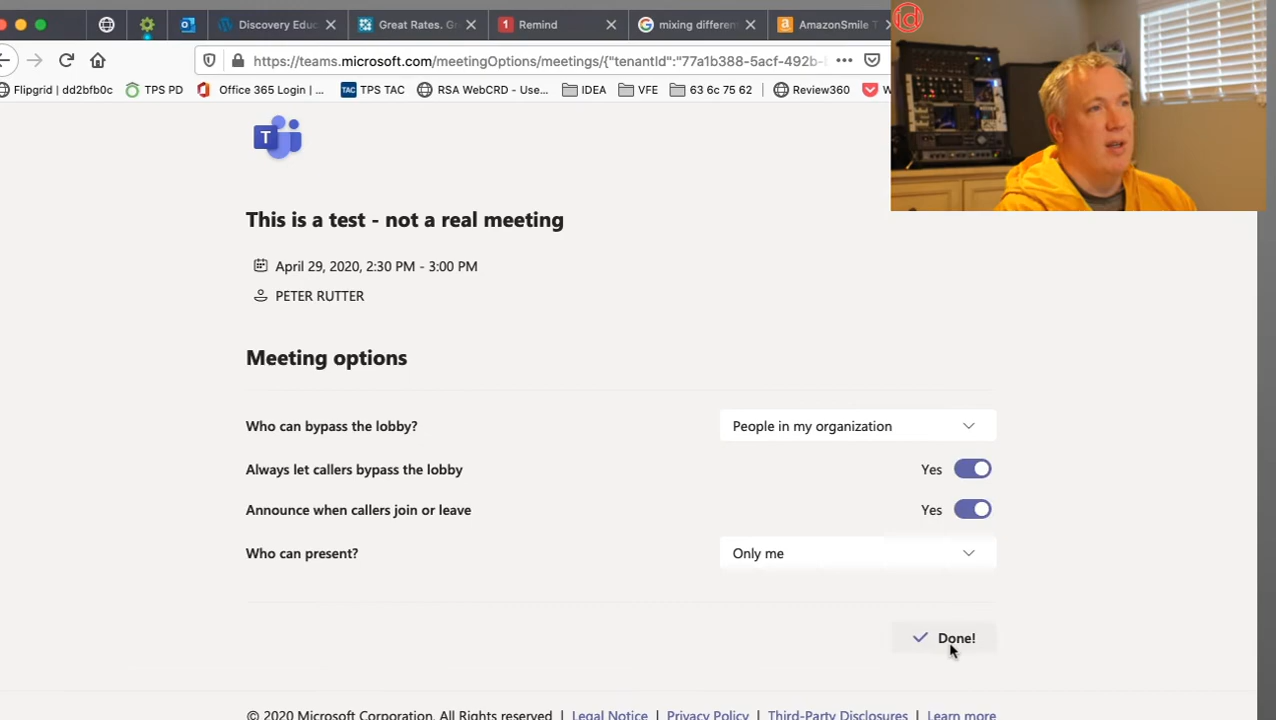 Discovery Educ
Great Rates. Gr
1 Remind
mixing differen
a AmazonSmile T
https://teams.microsoft.com/meetingOptions/meetings/{"tenantId":"77a1b388-5acf-492b-
Flipgrid | dd2bfb0c
TPS PD
Office 365 Login | ...
TAC TPS TAC
RSA WebCRD - Use...
IDEA
VFE
63 6c 75 62
Review360
T
This is a test - not a real meeting
April 29, 2020, 2:30 PM - 3:00 PM
PETER RUTTER
Meeting options
Who can bypass the lobby?
People in my organization
Always let callers bypass the lobby
Yes
Announce when callers join or leave
Yes
Who can present?
Only me
Done!
© 2020 Microsoft Corporation. All Rights reserved | Legal Notice | Privacy Policy | Third-Party Disclosures | Learn more